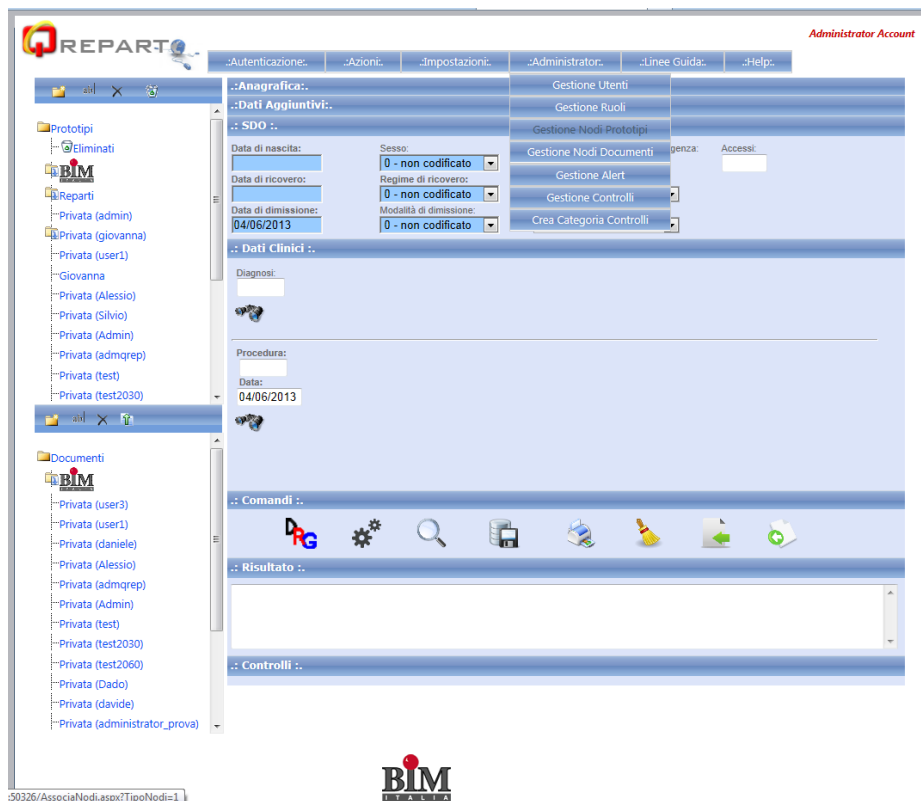 QREPARTO
Administrator Account
.:Autenticazione:. .:Azioni:. .:Impostazioni:. .:Administrator:. .:Linee Guida:. .:Help:.
Gestione Utenti
Gestione Ruoli
Gestione Nodi Prototipi
Gestione Nodi Documenti
Gestione Alert
Gestione Controlli
Crea Categoria Controlli
Prototipi
Eliminati
BIM
ITALIA
Reparti
Privata (admin)
Privata (giovanna)
Privata (user1)
Giovanna
Privata (Alessio)
Privata (Silvio)
Privata (Admin)
Privata (admqrep)
Privata (test)
Privata (test2030)
Documenti
BIM
ITALIA
Privata (user3)
Privata (user1)
Privata (daniele)
Privata (Alessio)
Privata (admqrep)
Privata (Admin)
Privata (test)
Privata (test2030)
Privata (test2060)
Privata (Dado)
Privata (davide)
Privata (administrator_prova)
.:Anagrafica:.
.:Dati Aggiuntivi:.
.: SDO :.
Data di nascita: Sesso: genza: Accessi:
0 - non codificato
Data di ricovero: Regime di ricovero:
0 - non codificato
Data di dimissione: Modalità di dimissione:
04/06/2013 0 - non codificato
.: Dati Clinici :.
Diagnosi:
Procedura:
Data:
04/06/2013
.: Comandi :.
DRG
.: Risultato :.
.: Controlli :.
BIM
ITALIA
:50326/AssociaNodi.aspx?TipoNodi=1